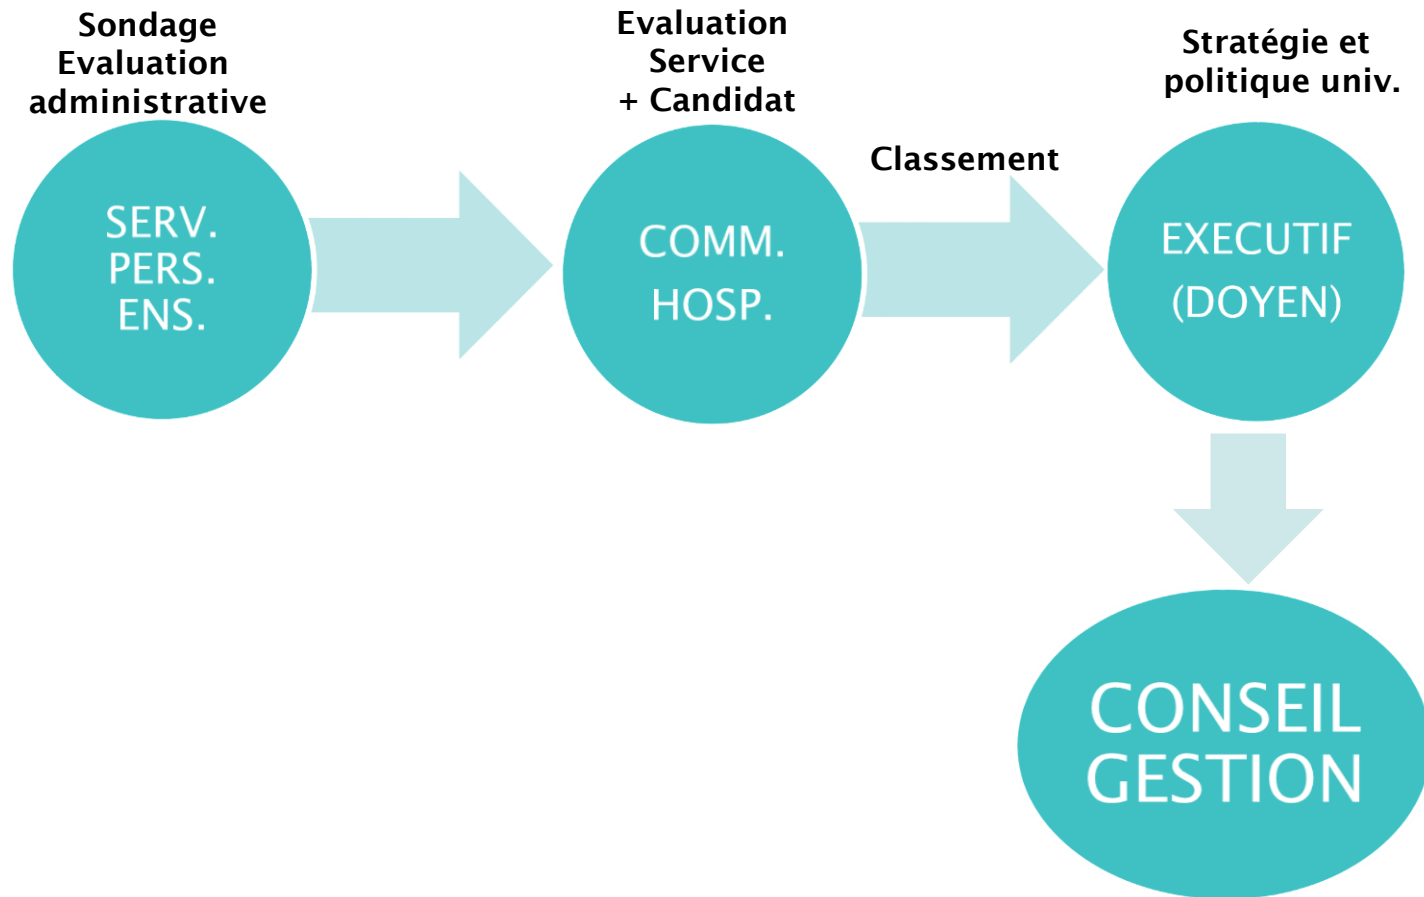 Sondage
Evaluation
administrative
SERV.
PERS.
ENS.
Evaluation
Service
+ Candidat
COMM.
HOSP.
Classement
Stratégie et
politique univ.
EXECUTIF
(DOYEN)
CONSEIL
GESTION